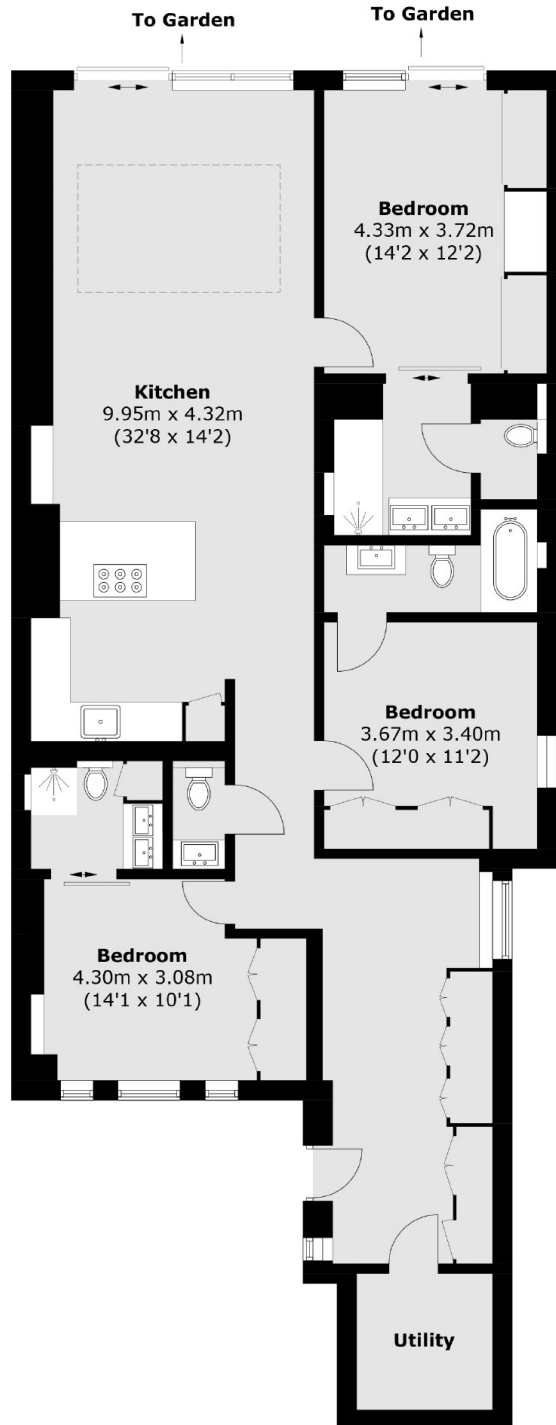 To Garden
To Garden
Bedroom
4.33m x 3.72m
(14'2 x 12'2)
Kitchen
9.95m x 4.32m
(32'8 x 14'2)
Bedroom
3.67m x 3.40m
(12'0 x 11'2)
Bedroom
4.30m x 3.08m
(14'1 x 10'1)
Utility